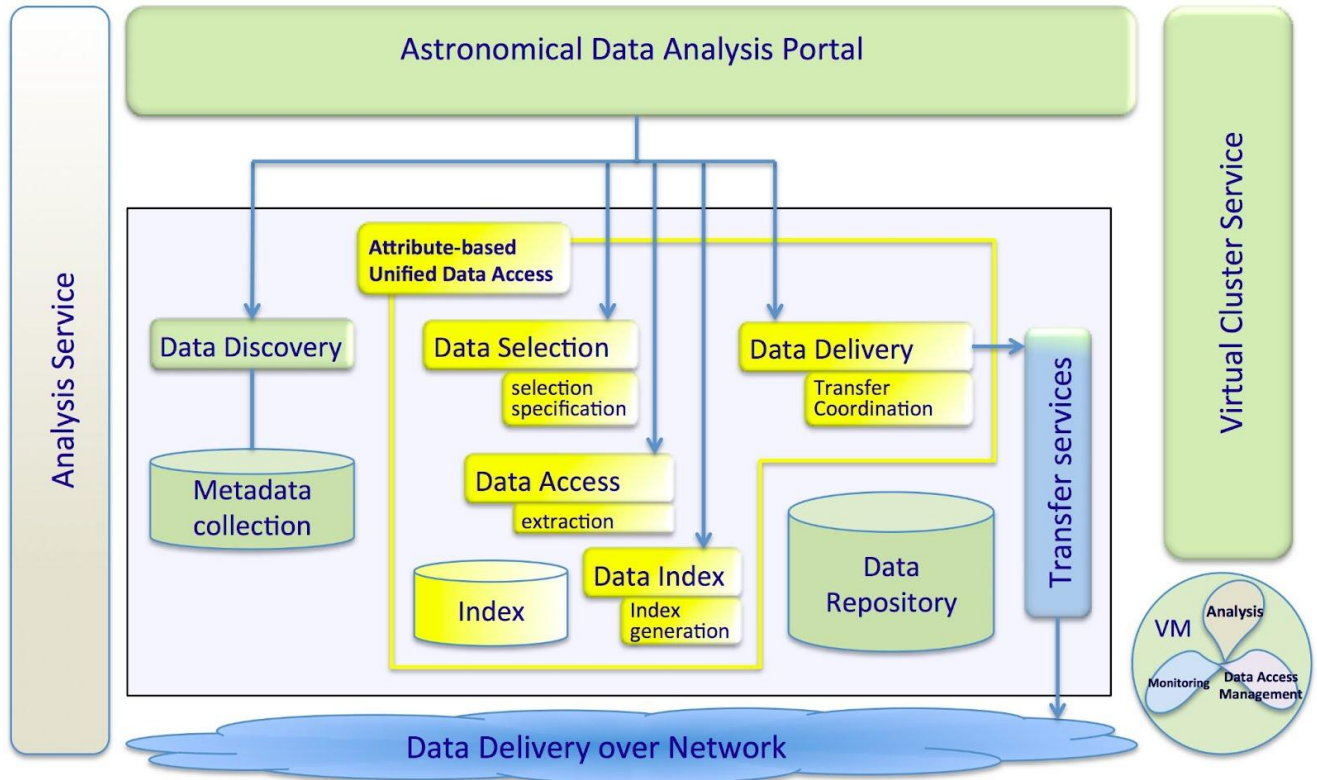 Astronomical Data Analysis Portal
Analysis Service
Virtual Cluster Service
Attribute-based
Unified Data Access
Data Discovery
Metadata
collection
Data Selection
selection
specification
Data Access
extraction
Data Index
Index
generation
Index
Data Delivery
Transfer
Coordination
Data
Repository
Transfer services
VM
Analysis
Monitoring
Data Access
Management
Data Delivery over Network